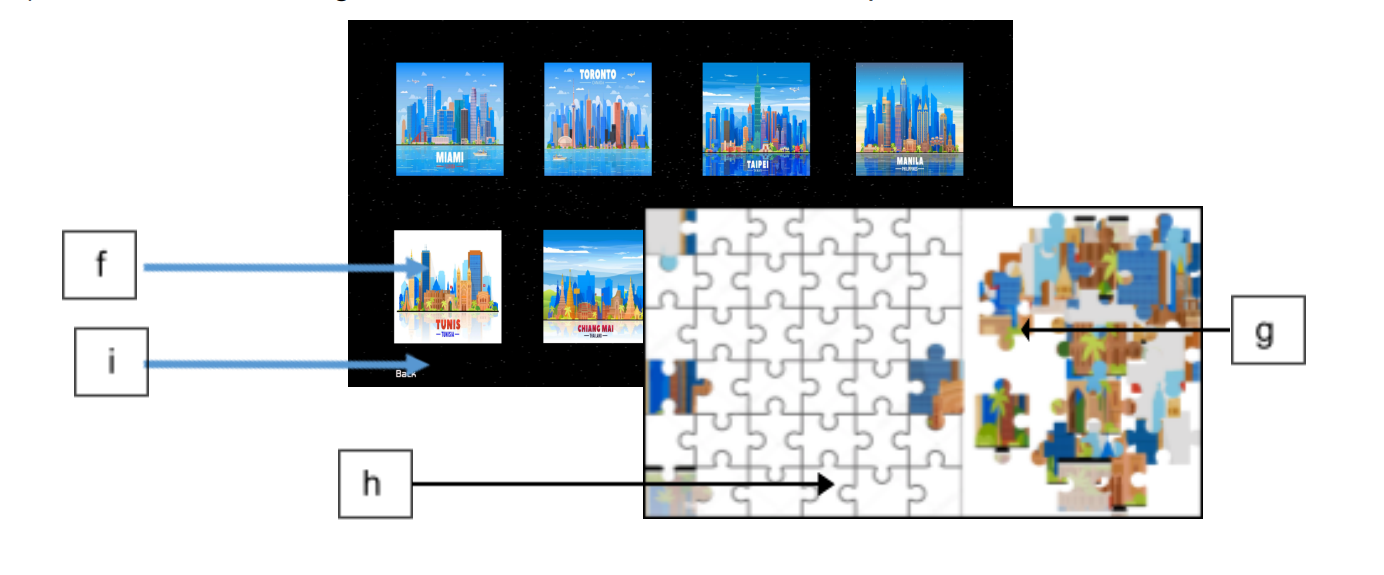 TORONTO
MIAMI
TAIPEI
MANILA
PHILIPPINES
f
TUNIS
TUNISIA
CHIANG MAI
THAILAND
g
i
Back
h